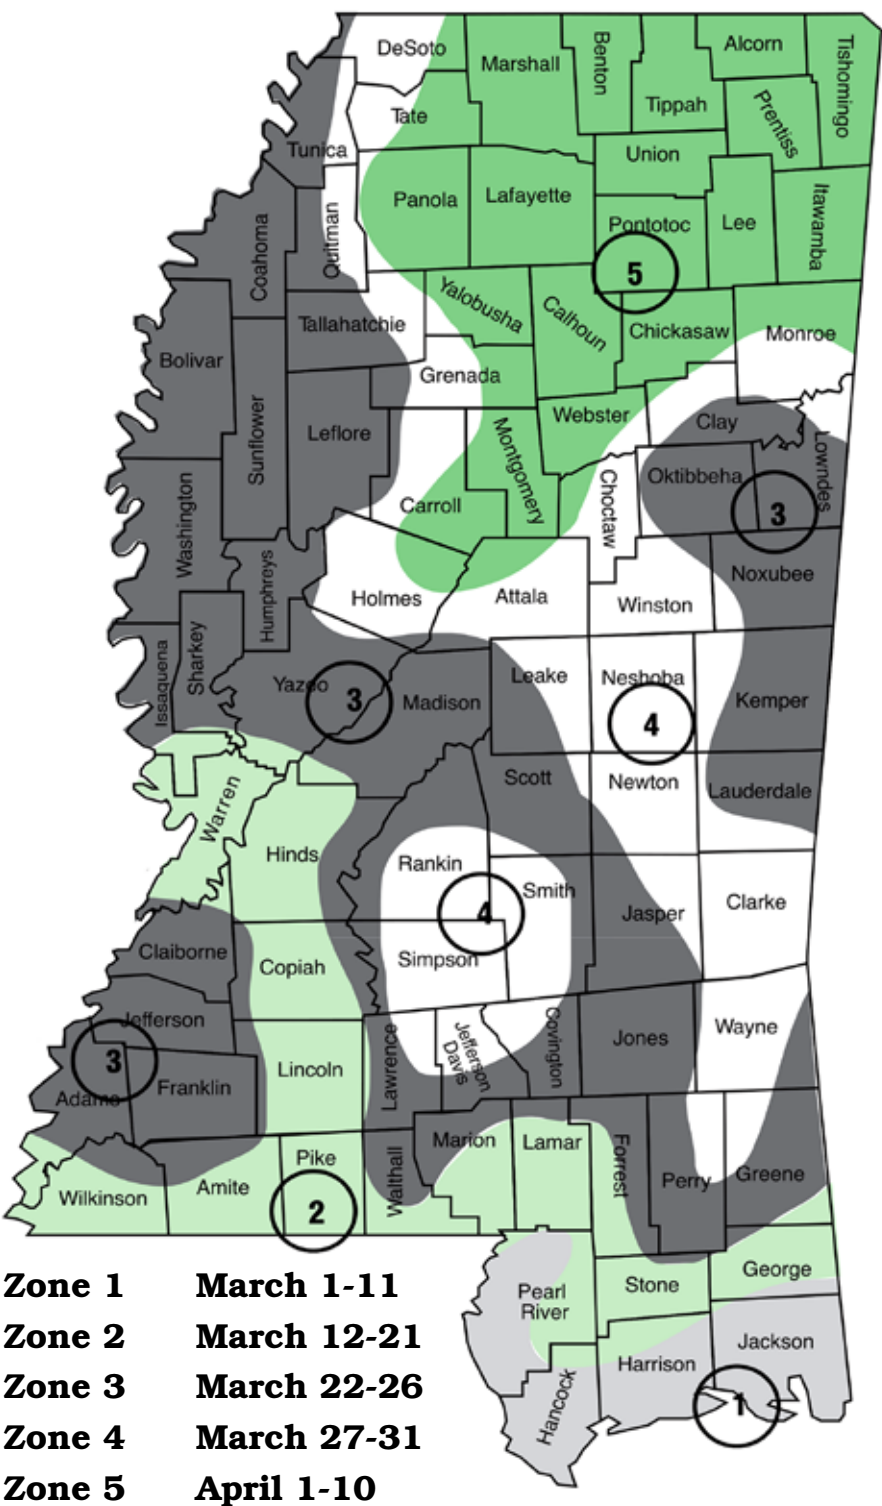 DeSoto
Marshall
Benton
Alcorn
Tishomingo
Tippah
Prentiss
Tate
Tunica
Union
Panola
Lafayette
Quitman
Coahoma
Pontotoc
Lee
Itawamba
5
Yalobusha
Calhoun
Tallahatchie
Chickasaw
Monroe
Bolivar
Grenada
Sunflower
Leflore
Webster
Clay
Montgomery
Lowndes
Oktibbeha
Choctaw
Carroll
3
Washington
Humphreys
Noxubee
Holmes
Attala
Winston
Issaquena
Sharkey
Yazoo
3
Madison
Leake
Neshoba
4
Kemper
Scott
Newton
Lauderdale
Warren
Hinds
Rankin
Smith
4
Jasper
Clarke
Claiborne
Copiah
Simpson
Jefferson
3
Lawrence
Jefferson
Davis
Covington
Jones
Wayne
Adams
Franklin
Lincoln
Marion
Lamar
Forrest
Pike
Walthall
Perry
Greene
Wilkinson
Amite
2
Pearl
River
Stone
George
Hancock
Harrison
Jackson
1
Zone 1 March 1-11
Zone 2 March 12-21
Zone 3 March 22-26
Zone 4 March 27-31
Zone 5 April 1-10